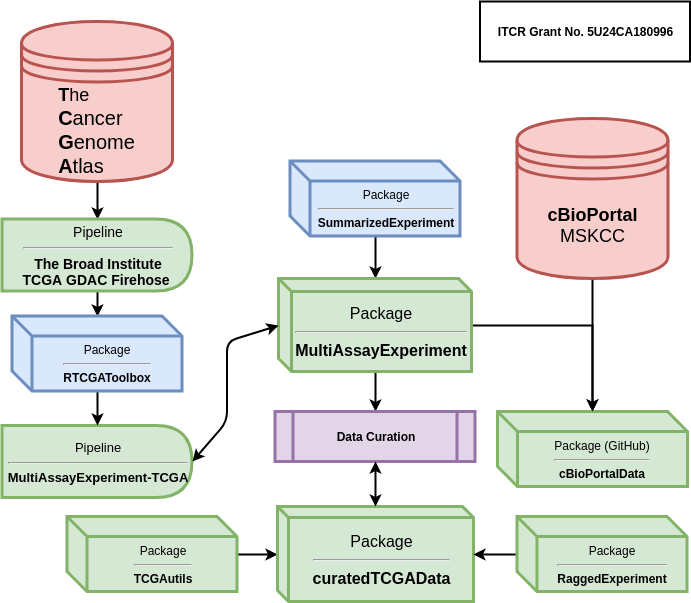 ITCR Grant No. 5U24CA180996
The
Cancer
Genome
Atlas
Package
SummarizedExperiment
cBioPortal
MSKCC
Pipeline
The Broad Institute
TCGA GDAC Firehose
Package
MultiAssayExperiment
Package
RTCGAToolbox
Data Curation
Package (GitHub)
cBioPortalData
Pipeline
MultiAssayExperiment-TCGA
Package
TCGAutils
Package
curatedTCGAData
Package
RaggedExperiment